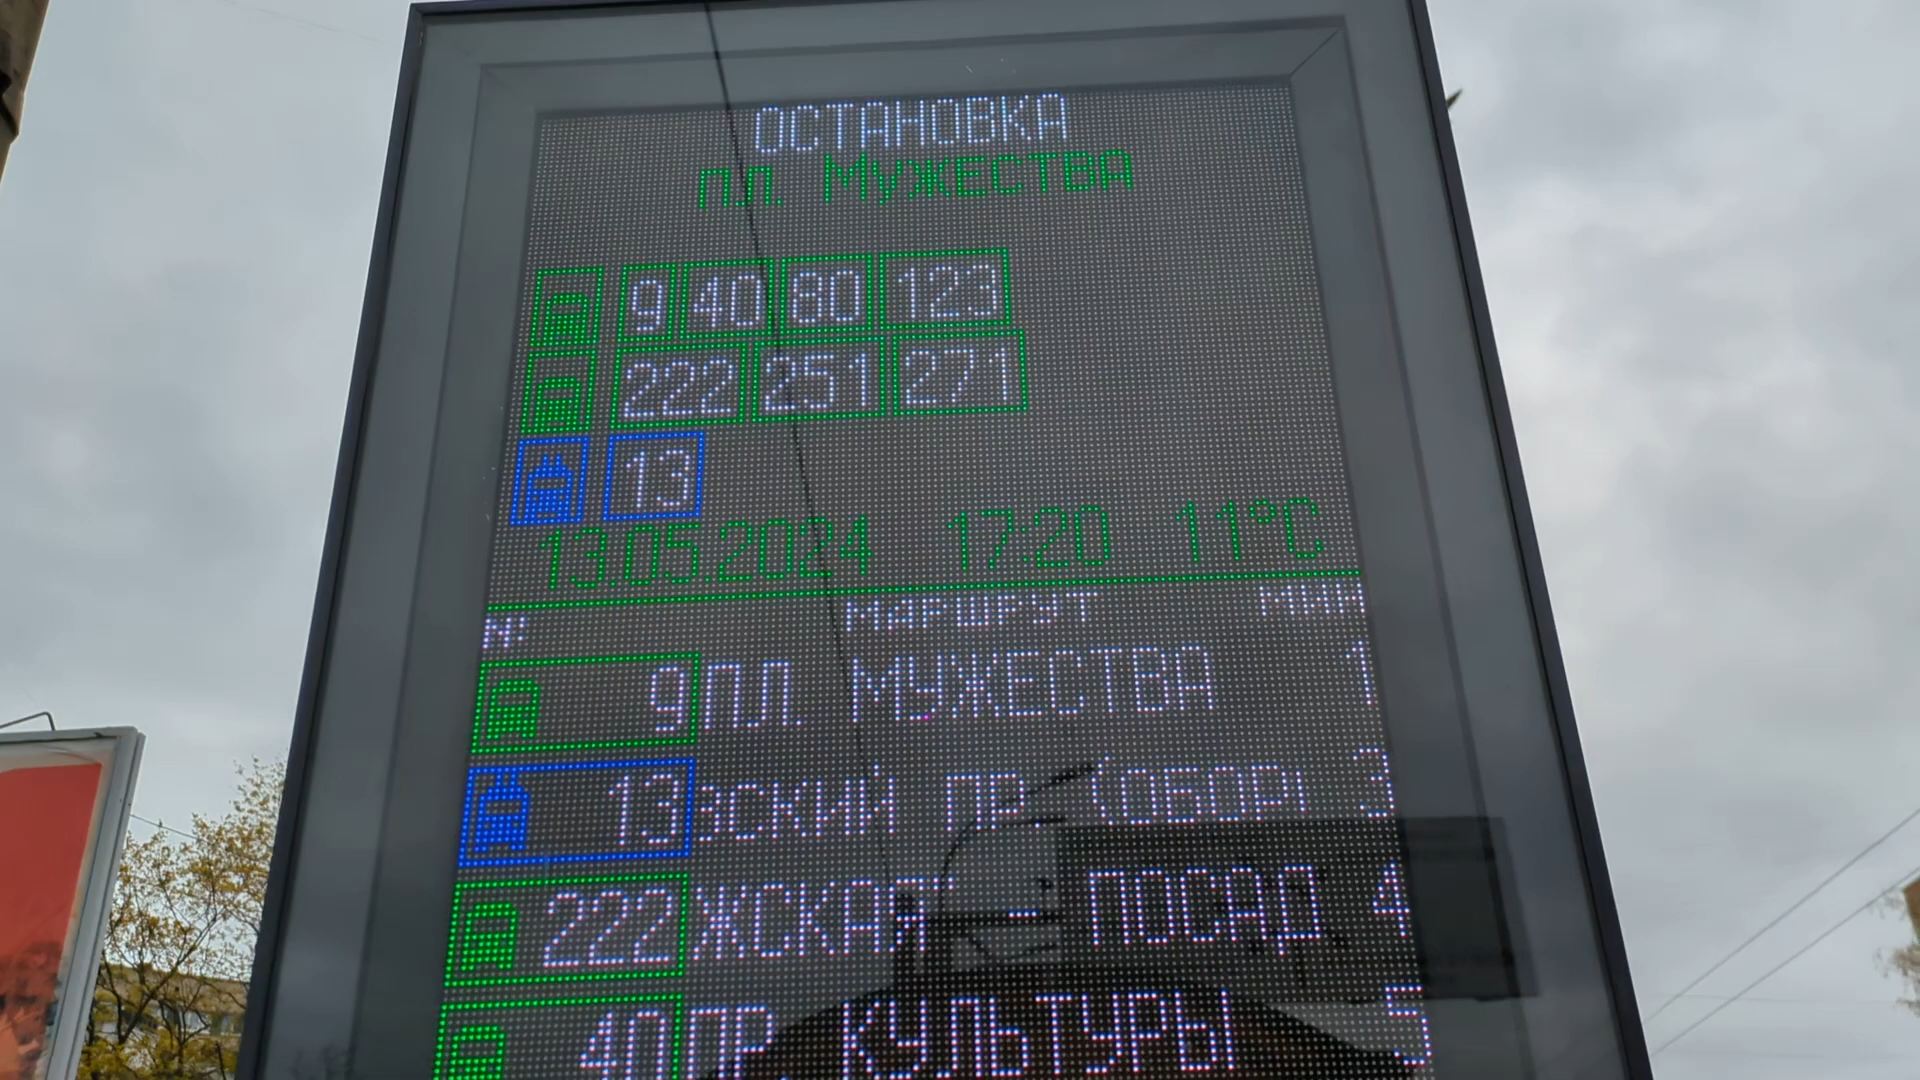 ОСТАНОВКА
пл. Мужества
9 40 80 123
222 251 271
13
13.05.2024 17:20 11°C
№ МАРШРУТ МИН
9 ПЛ. МУЖЕСТВА 1
13 ВСКИЙ ПР (ОБОР 3
222 ЖСКАЯ" - ПОСАД 4
40 ПР. КУЛЬТУРЫ 5